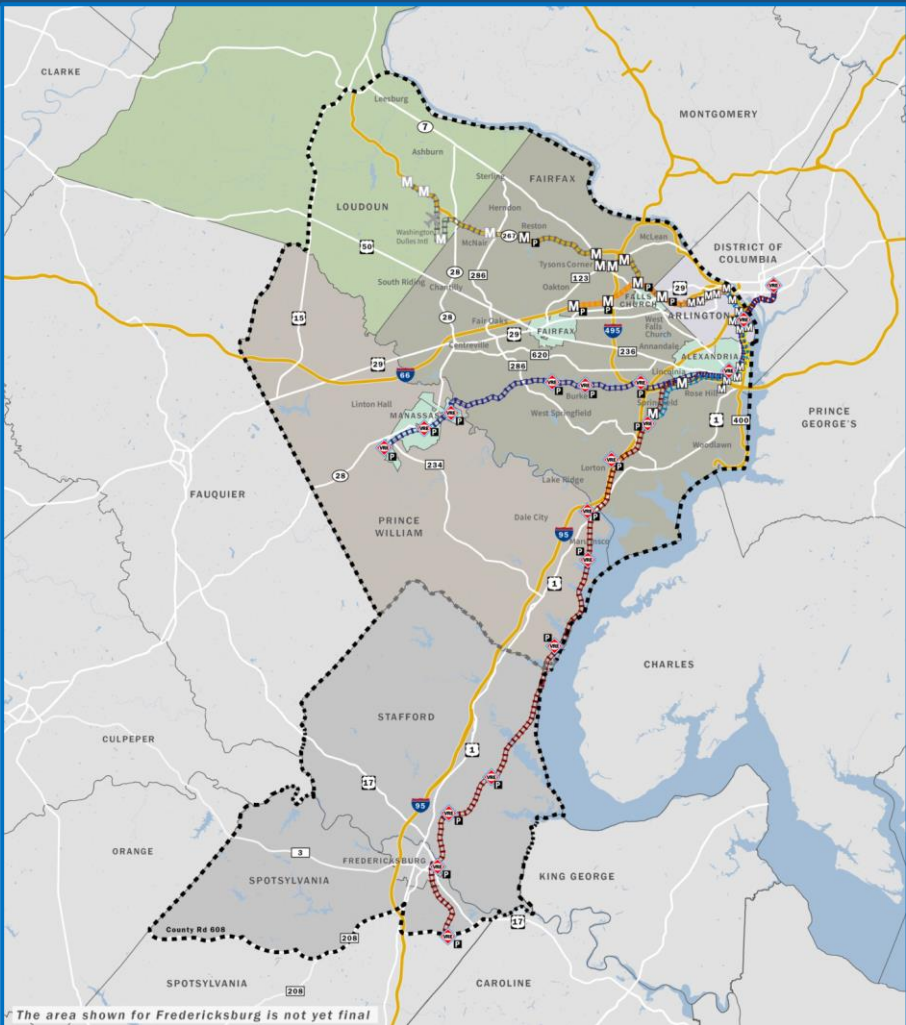 CLARKE
Leesburg
MONTGOMERY
7
Ashburn
Sterling
FAIRFAX
M
M
LOUDOUN
Herndon
Reston
M
M
267
M
P
Washington
Dulles Intl
McNair
McLean
50
DISTRICT OF
COLUMBIA
Tysons Corner
28
286
123
29
South Riding
Chantilly
Oakton
FALLS
CHURCH
ARLINGTON
15
28
Fair Oaks
FAIRFAX
West
Falls
Church
29
495
Centreville
620
Annandale
29
286
236
ALEXANDRIA
66
Lincolnia
Linton Hall
Burke
Rose Hill
MANASSAS
West Springfield
Springfield
1
400
PRINCE
GEORGE'S
Woodlawn
28
234
Lorton
FAUQUIER
Lake Ridge
PRINCE
WILLIAM
Dale City
95
1
CHARLES
STAFFORD
CULPEPER
1
17
95
ORANGE
3
FREDERICKSBURG
KING GEORGE
SPOTSYLVANIA
17
County Rd 608
208
SPOTSYLVANIA
208
CAROLINE
VRE
P
The area shown for Fredericksburg is not yet final